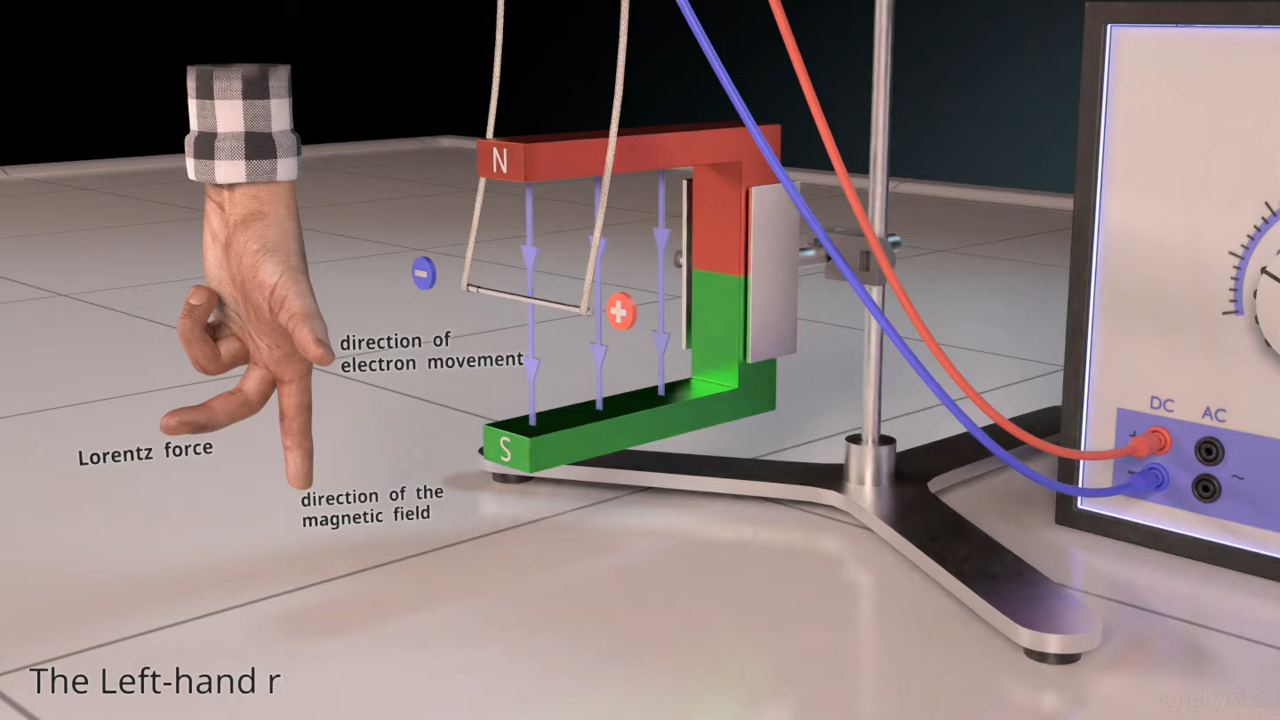 N
direction of
electron movement
Lorentz force
S
direction of the
magnetic field
DC AC
+
- ~
The Left-hand r